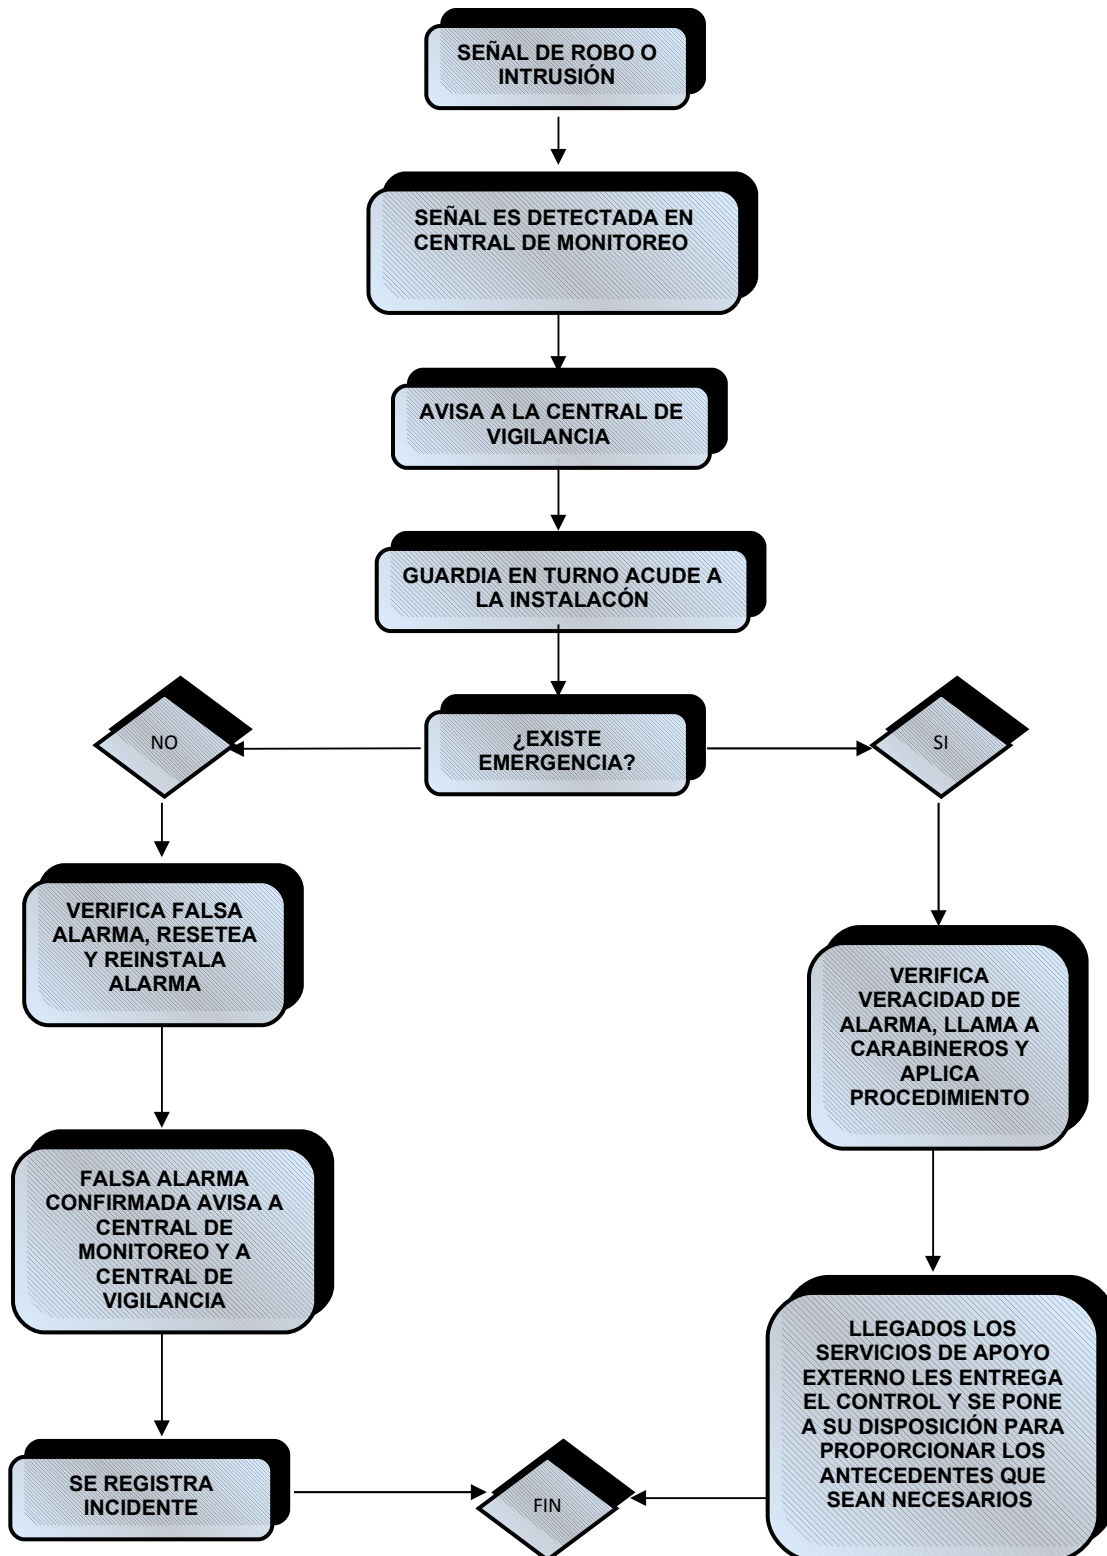 SEÑAL DE ROBO O
INTRUSIÓN
SEÑAL ES DETECTADA EN
CENTRAL DE MONITOREO
AVISA A LA CENTRAL DE
VIGILANCIA
GUARDIA EN TURNO ACUDE A
LA INSTALACÓN
¿EXISTE
EMERGENCIA?
NO
SI
VERIFICA FALSA
ALARMA, RESETEA
Y REINSTALA
ALARMA
VERIFICA
VERACIDAD DE
ALARMA, LLAMA A
CARABINEROS Y
APLICA
PROCEDIMIENTO
FALSA ALARMA
CONFIRMADA AVISA A
CENTRAL DE
MONITOREO Y A
CENTRAL DE
VIGILANCIA
LLEGADOS LOS
SERVICIOS DE APOYO
EXTERNO LES ENTREGA
EL CONTROL Y SE PONE
A SU DISPOSICIÓN PARA
PROPORCIONAR LOS
ANTECEDENTES QUE
SEAN NECESARIOS
SE REGISTRA
INCIDENTE
FIN